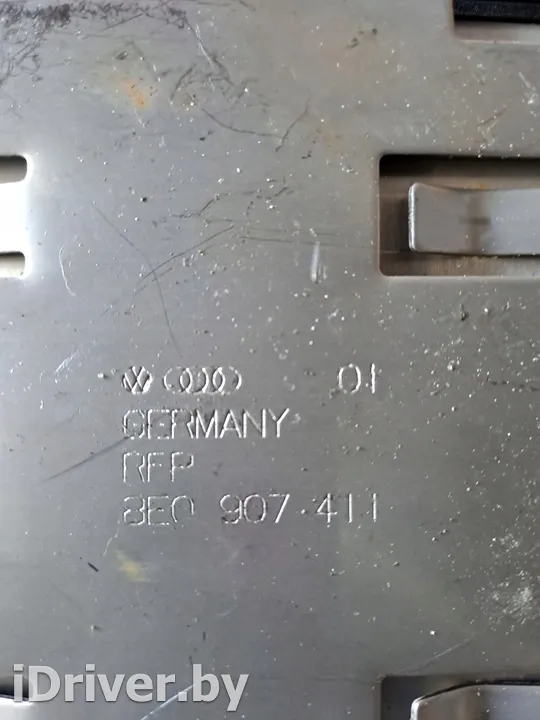 01
GERMANY
RFP
8E0 907 411
iDriver.by